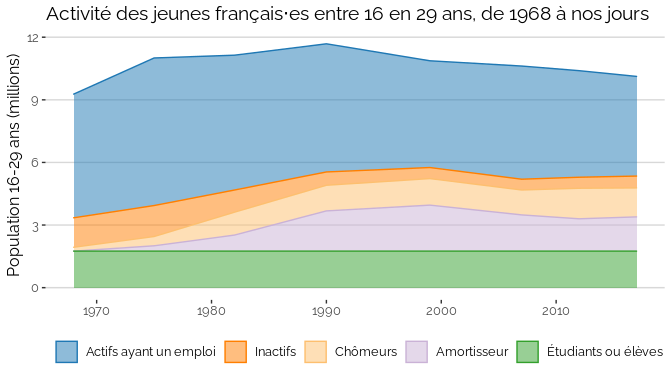 Activité des jeunes français·es entre 16 en 29 ans, de 1968 à nos jours
Population 16-29 ans (millions)
12
9
6
3
0
1970 1980 1990 2000 2010
Actifs ayant un emploi Inactifs Chômeurs Amortisseur Étudiants ou élèves